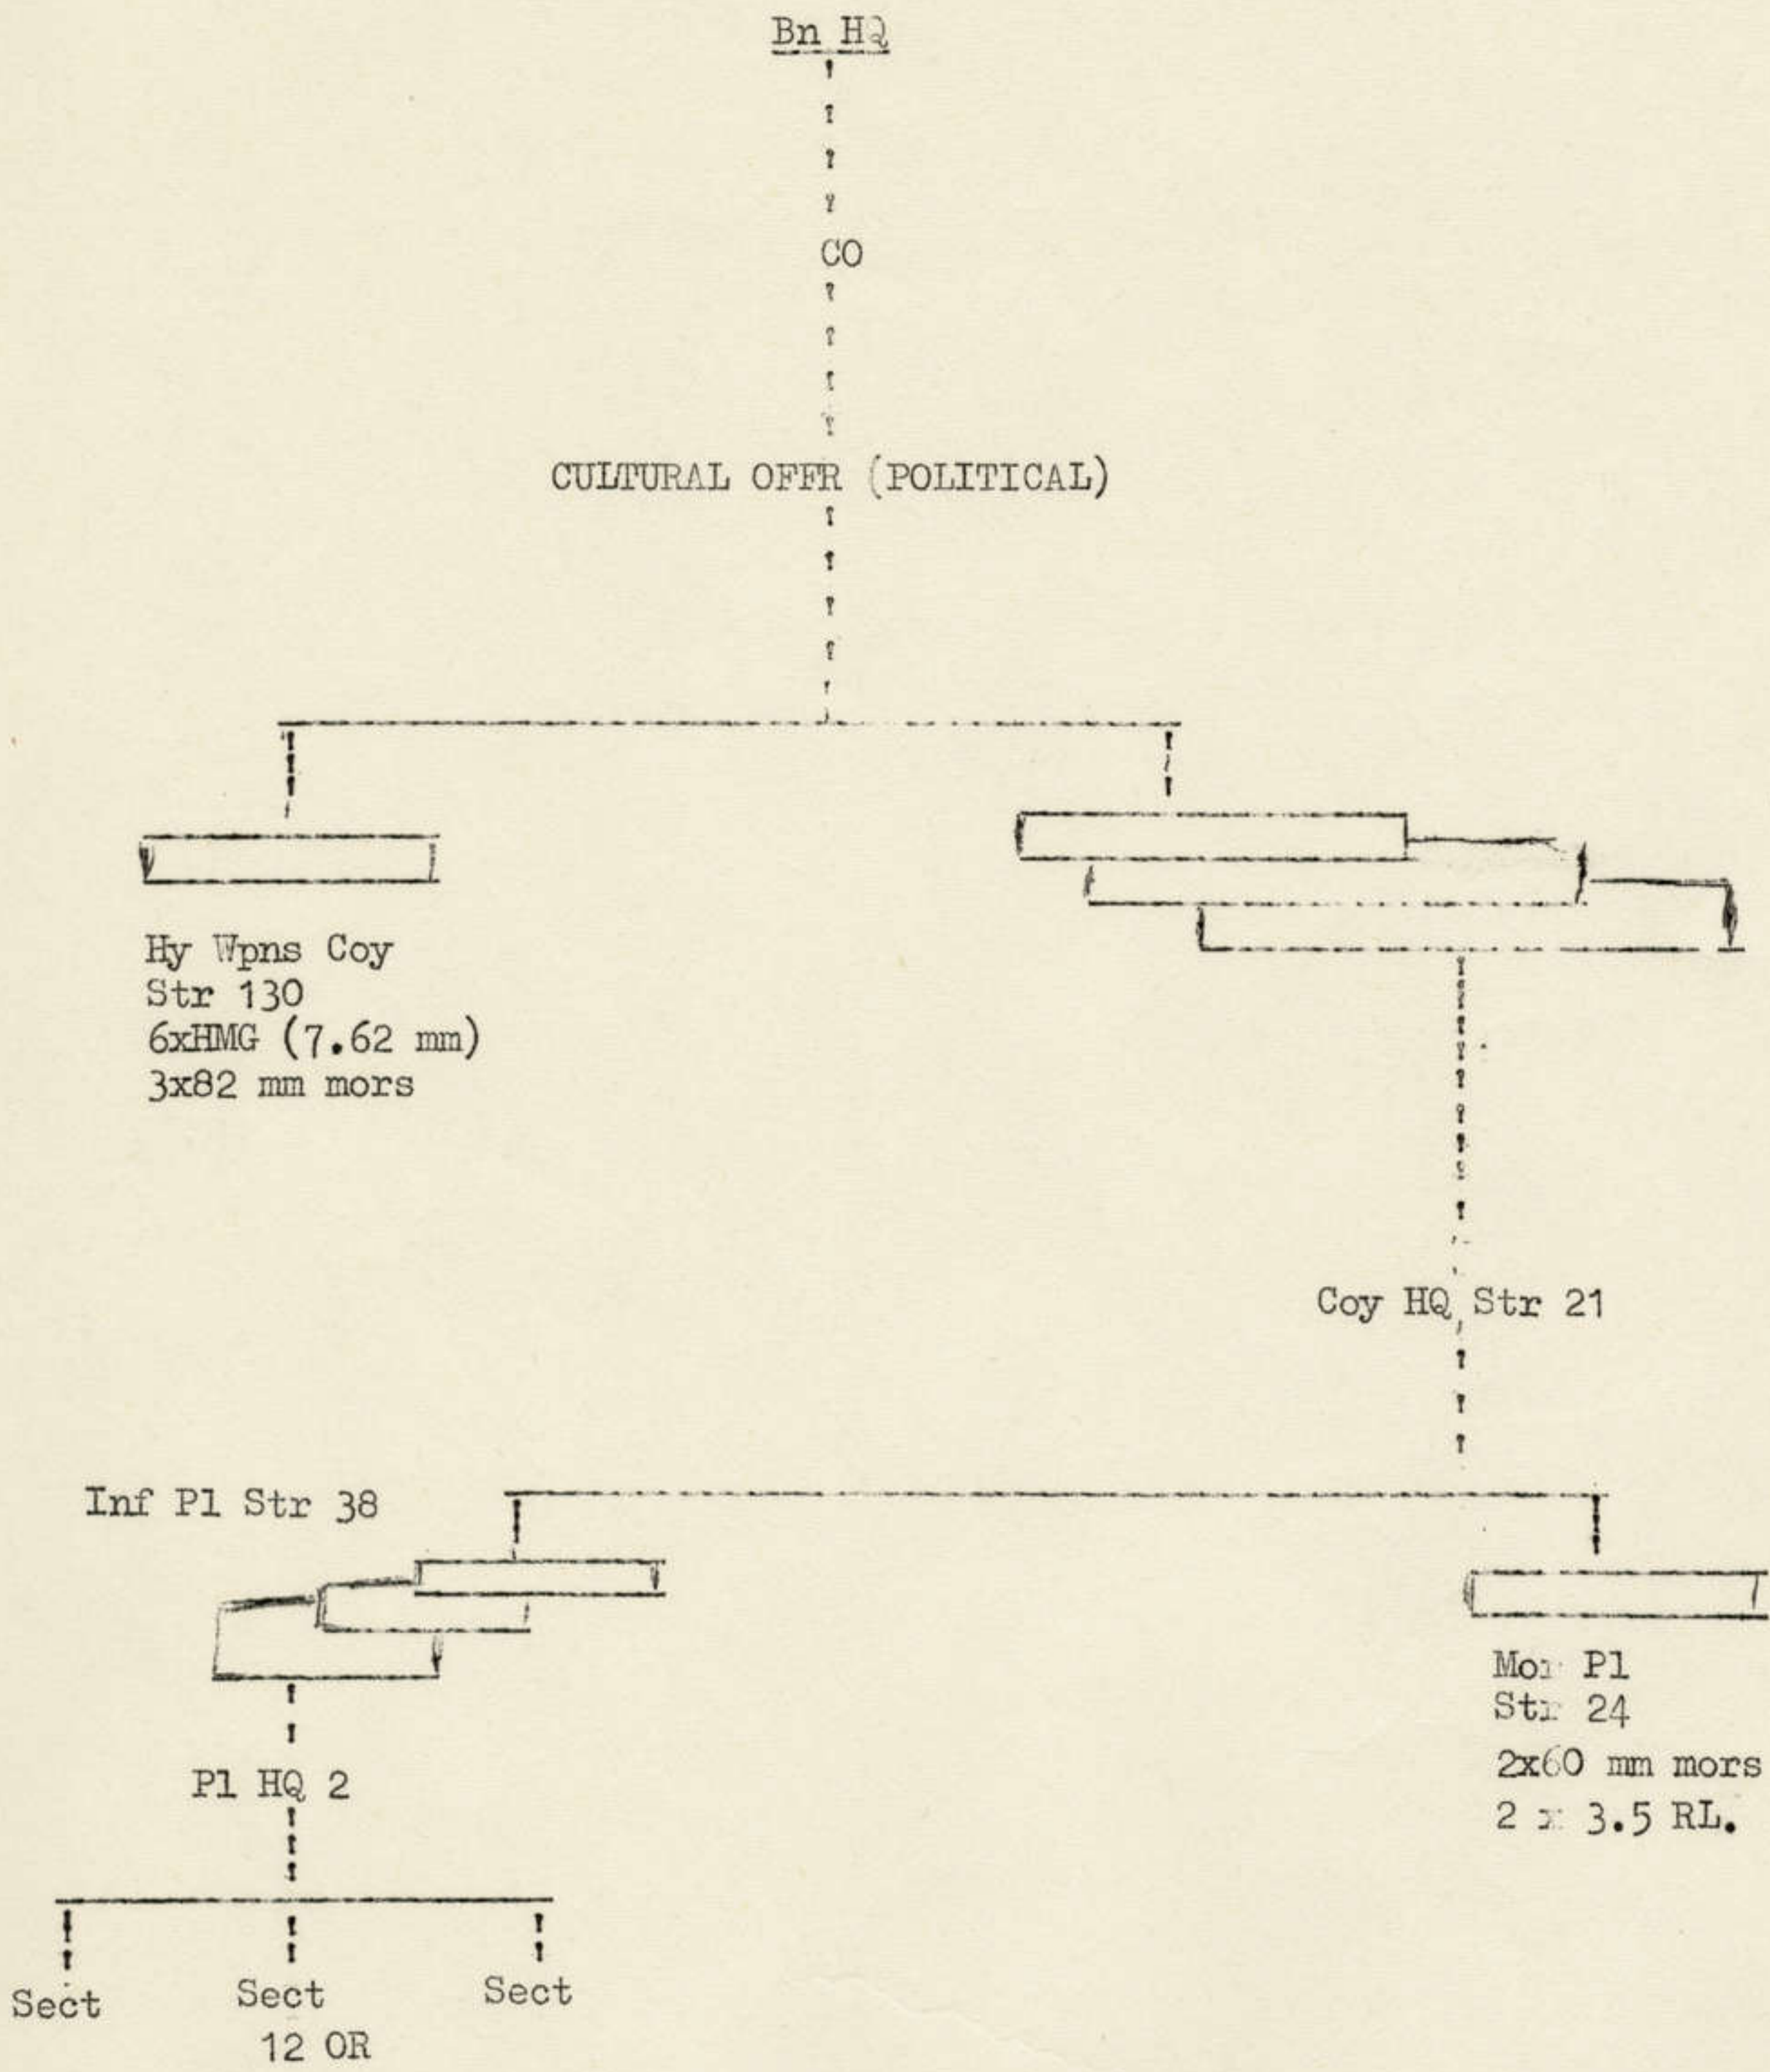 Bn HQ
CO
CULTURAL OFFR (POLITICAL)
Hy Wpns Coy
Str 130
6xHMG (7.62 mm)
3x82 mm mors
Coy HQ Str 21
Inf Pl Str 38
Mor Pl
Str 24
2x60 mm mors
2 x 3.5 RL.
Pl HQ 2
Sect Sect Sect
12 OR